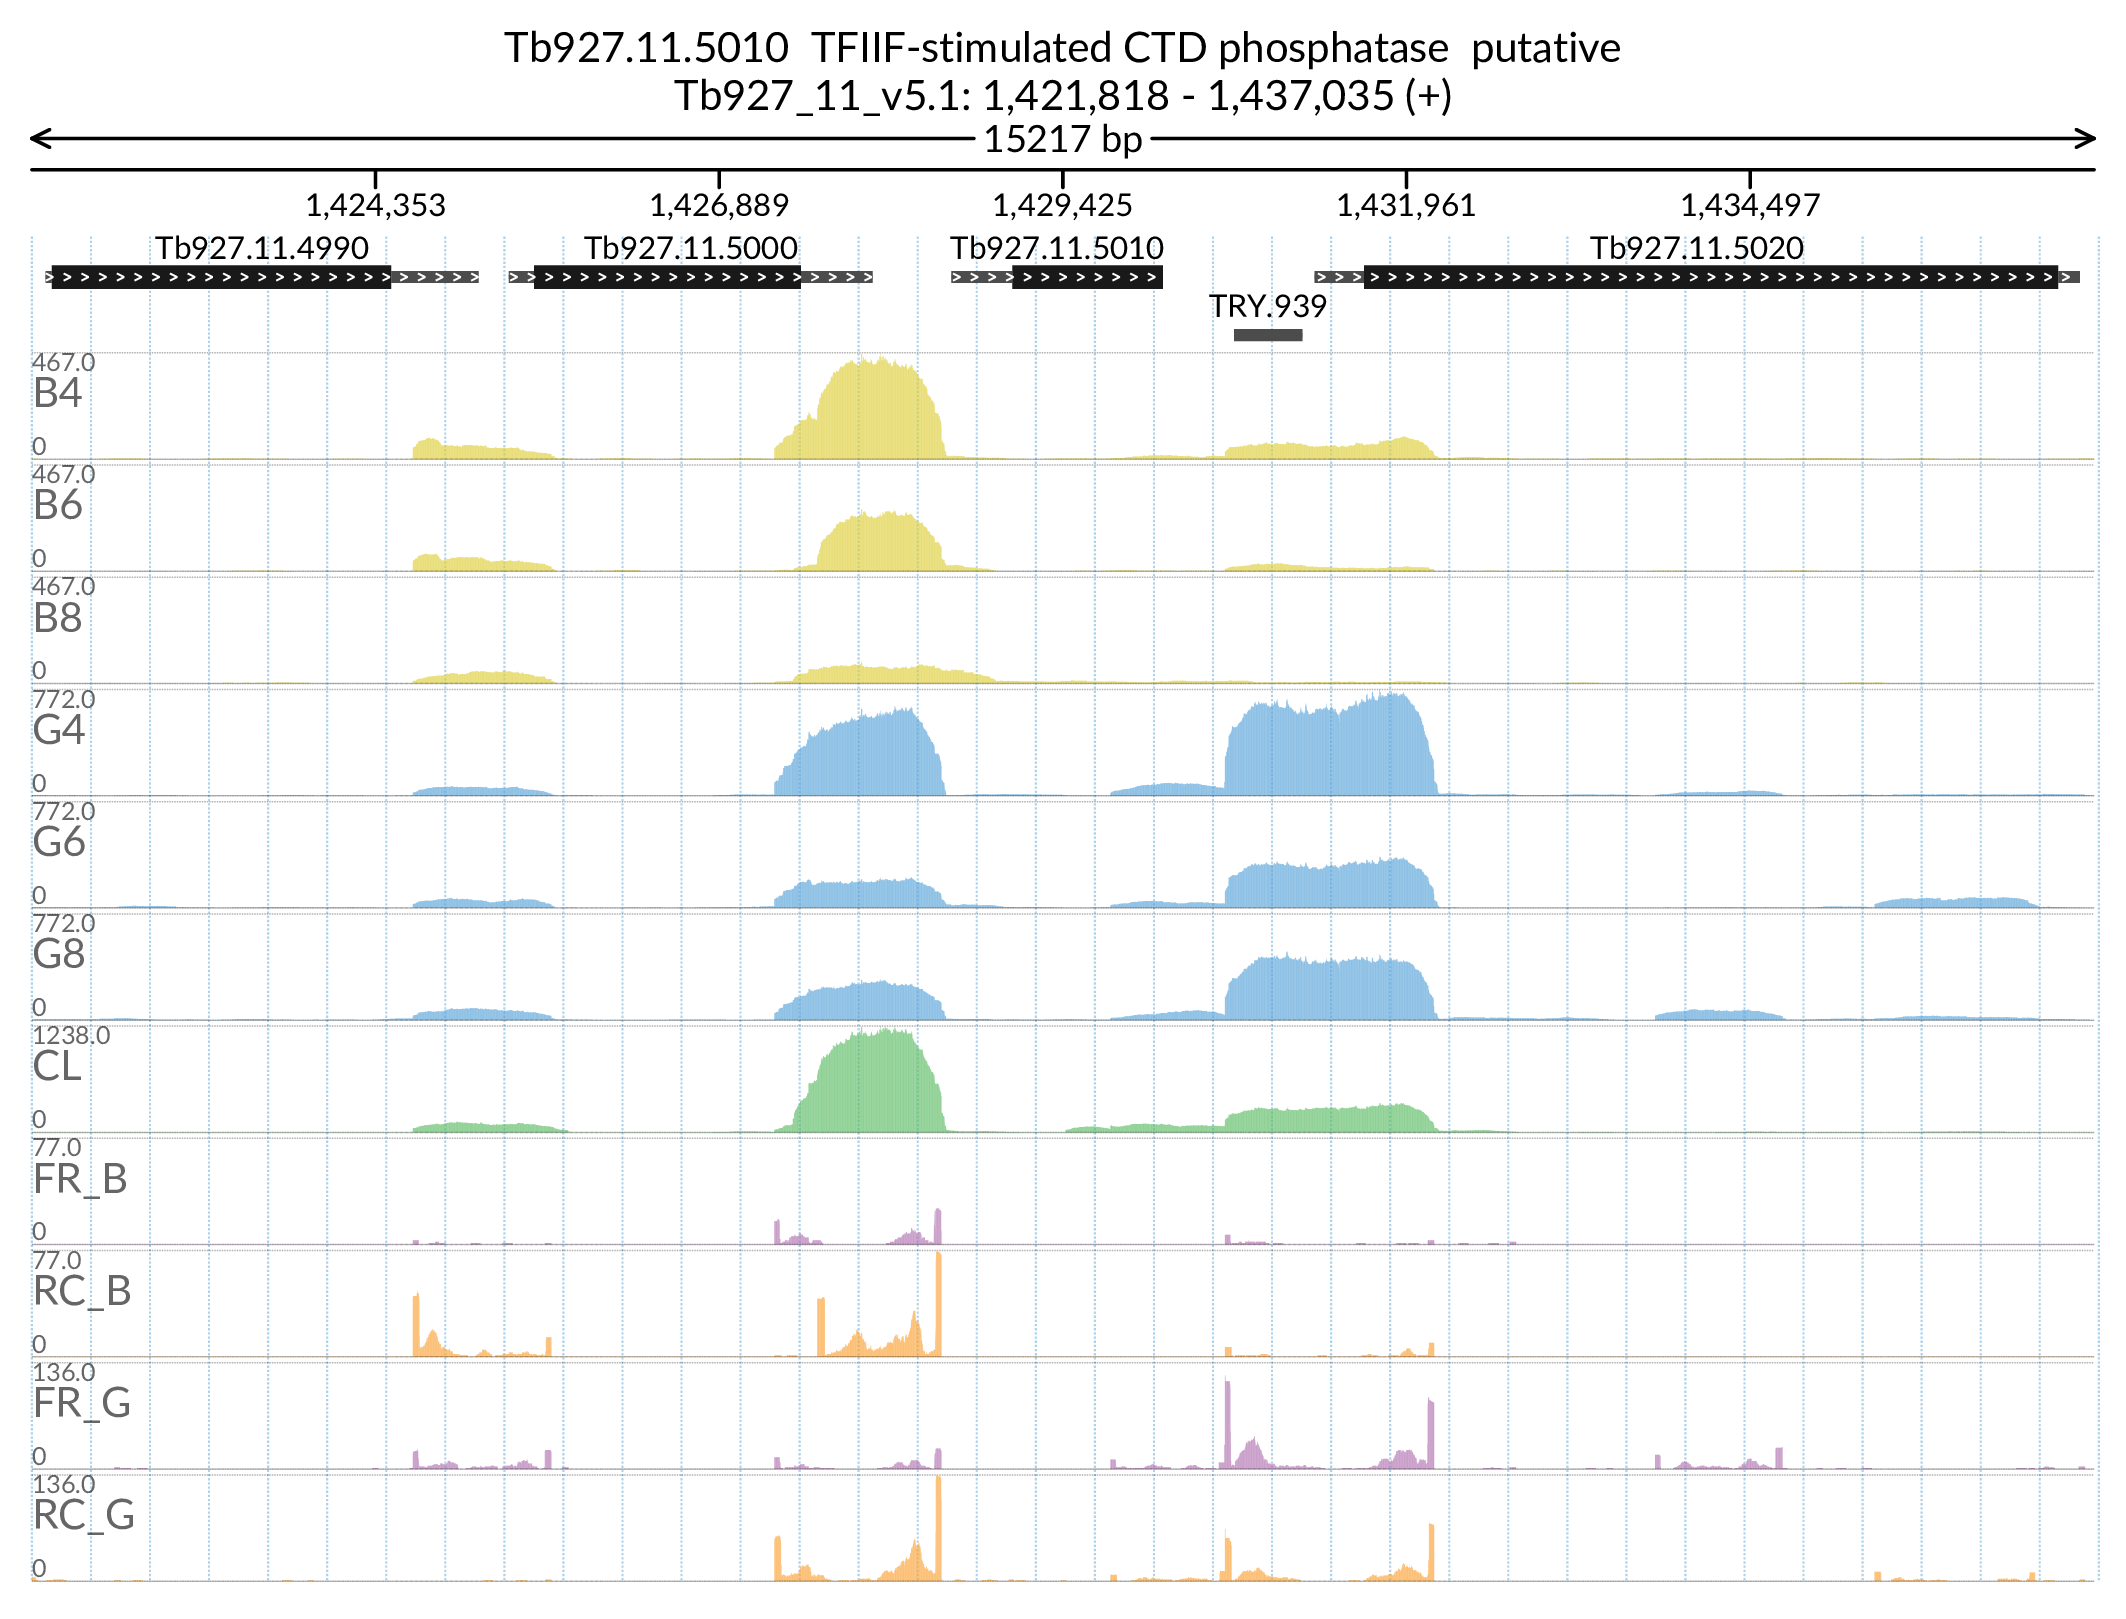 Tb927.11.5010  TFIIF-stimulated CTD phosphatase  putative
Tb927_11_v5.1: 1,421,818 - 1,437,035 (+)
15217 bp
1,424,353 1,426,889 1,429,425 1,431,961 1,434,497
Tb927.11.4990 Tb927.11.5000 Tb927.11.5010 Tb927.11.5020
TRY.939
467.0
B4
0
467.0
B6
0
467.0
B8
0
772.0
G4
0
772.0
G6
0
772.0
G8
0
1238.0
CL
0
77.0
FR_B
0
77.0
RC_B
0
136.0
FR_G
0
136.0
RC_G
0